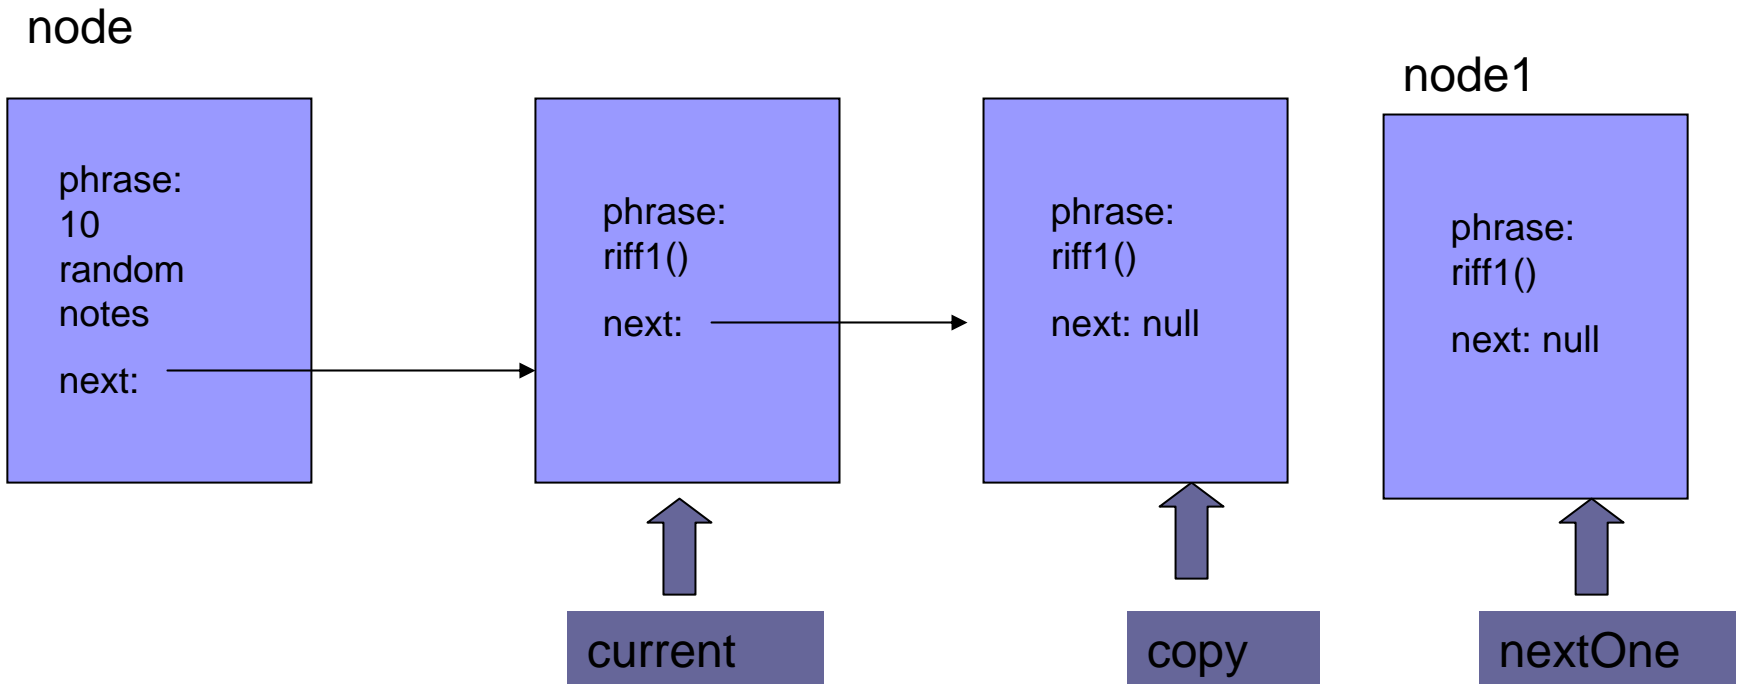 node
node1
phrase:
10
random
notes
next:
phrase:
riff1()
next:
phrase:
riff1()
next: null
phrase:
riff1()
next: null
current
copy
nextOne